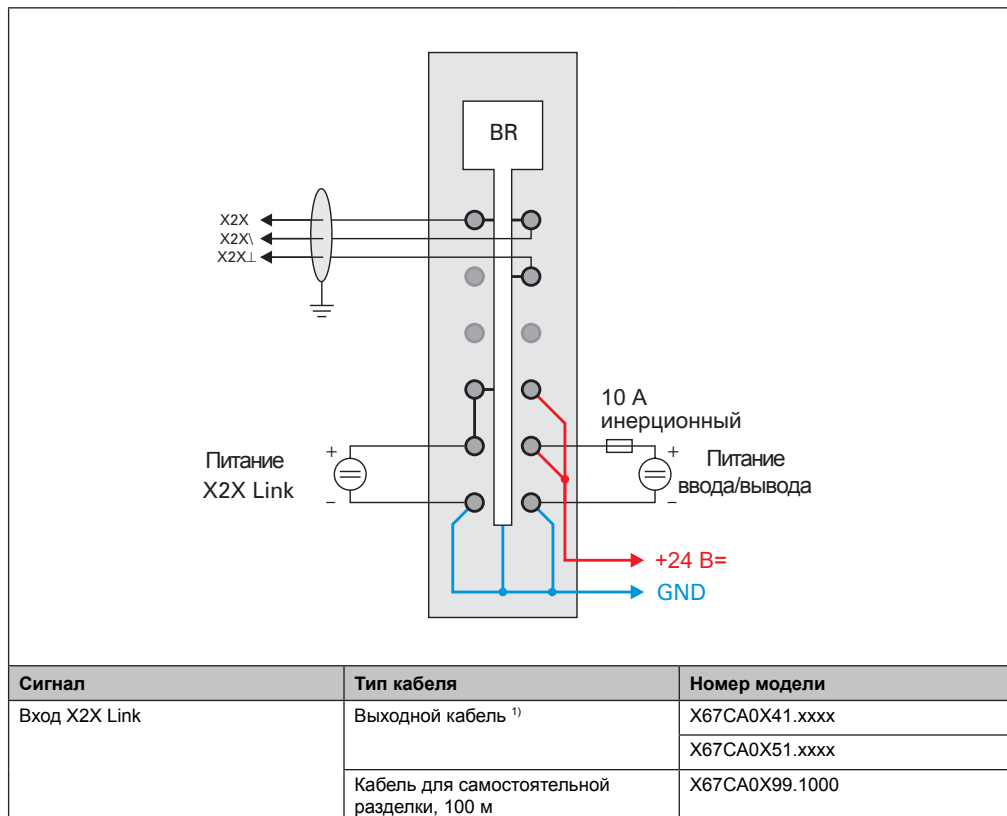 BR
X2X
X2X\
X2X⊥
10 А
инерционный
+
Питание
X2X Link
−
+
Питание
ввода/вывода
−
+24 В=
GND
Сигнал Тип кабеля Номер модели
Вход X2X Link Выходной кабель 1) X67CA0X41.xxxx
X67CA0X51.xxxx
Кабель для самостоятельной X67CA0X99.1000
разделки, 100 м